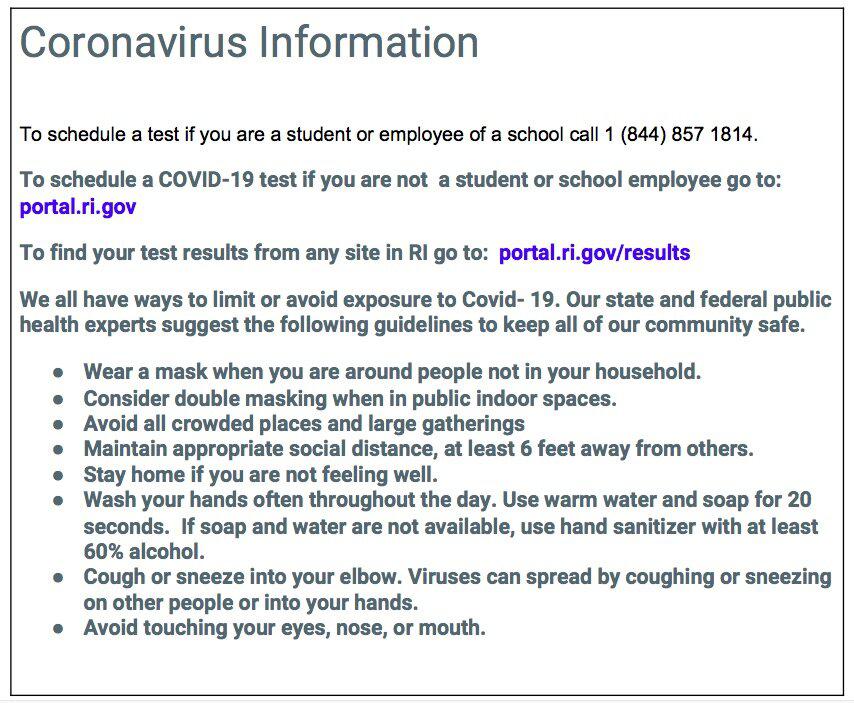 Coronavirus Information
To schedule a test if you are a student or employee of a school call 1 (844) 857 1814.
To schedule a COVID-19 test if you are not  a student or school employee go to:
portal.ri.gov
To find your test results from any site in RI go to:  portal.ri.gov/results
We all have ways to limit or avoid exposure to Covid- 19. Our state and federal public
health experts suggest the following guidelines to keep all of our community safe.
● Wear a mask when you are around people not in your household.
● Consider double masking when in public indoor spaces.
● Avoid all crowded places and large gatherings
● Maintain appropriate social distance, at least 6 feet away from others.
● Stay home if you are not feeling well.
● Wash your hands often throughout the day. Use warm water and soap for 20
seconds.  If soap and water are not available, use hand sanitizer with at least
60% alcohol.
● Cough or sneeze into your elbow. Viruses can spread by coughing or sneezing
on other people or into your hands.
● Avoid touching your eyes, nose, or mouth.